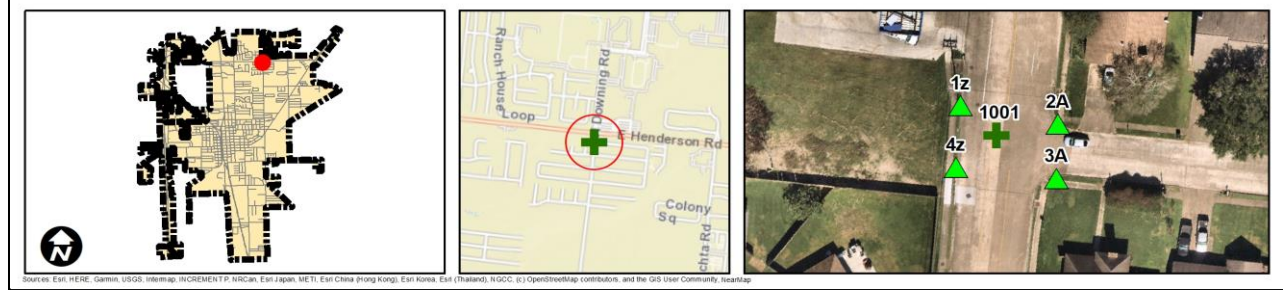 N
Ranch House
Loop
Downing Rd
E Henderson Rd
Colony
Sq
chta Rd
1z
1001
2A
4z
3A
Sources: Esri, HERE, Garmin, USGS, Intermap, INCREMENT P, NRCan, Esri Japan, METI, Esri China (Hong Kong), Esri Korea, Esri (Thailand), NGCC, (c) OpenStreetMap contributors, and the GIS User Community, NearMap